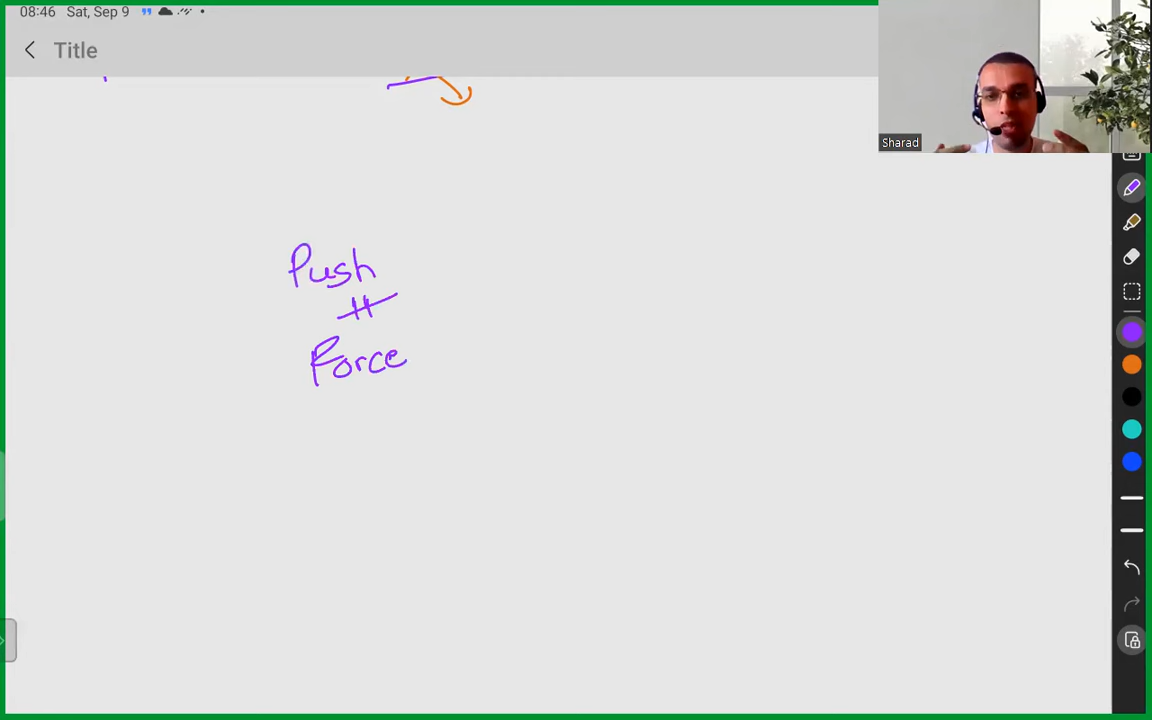 08:46 Sat, Sep 9
Title
Sharad
Push
≠
Force